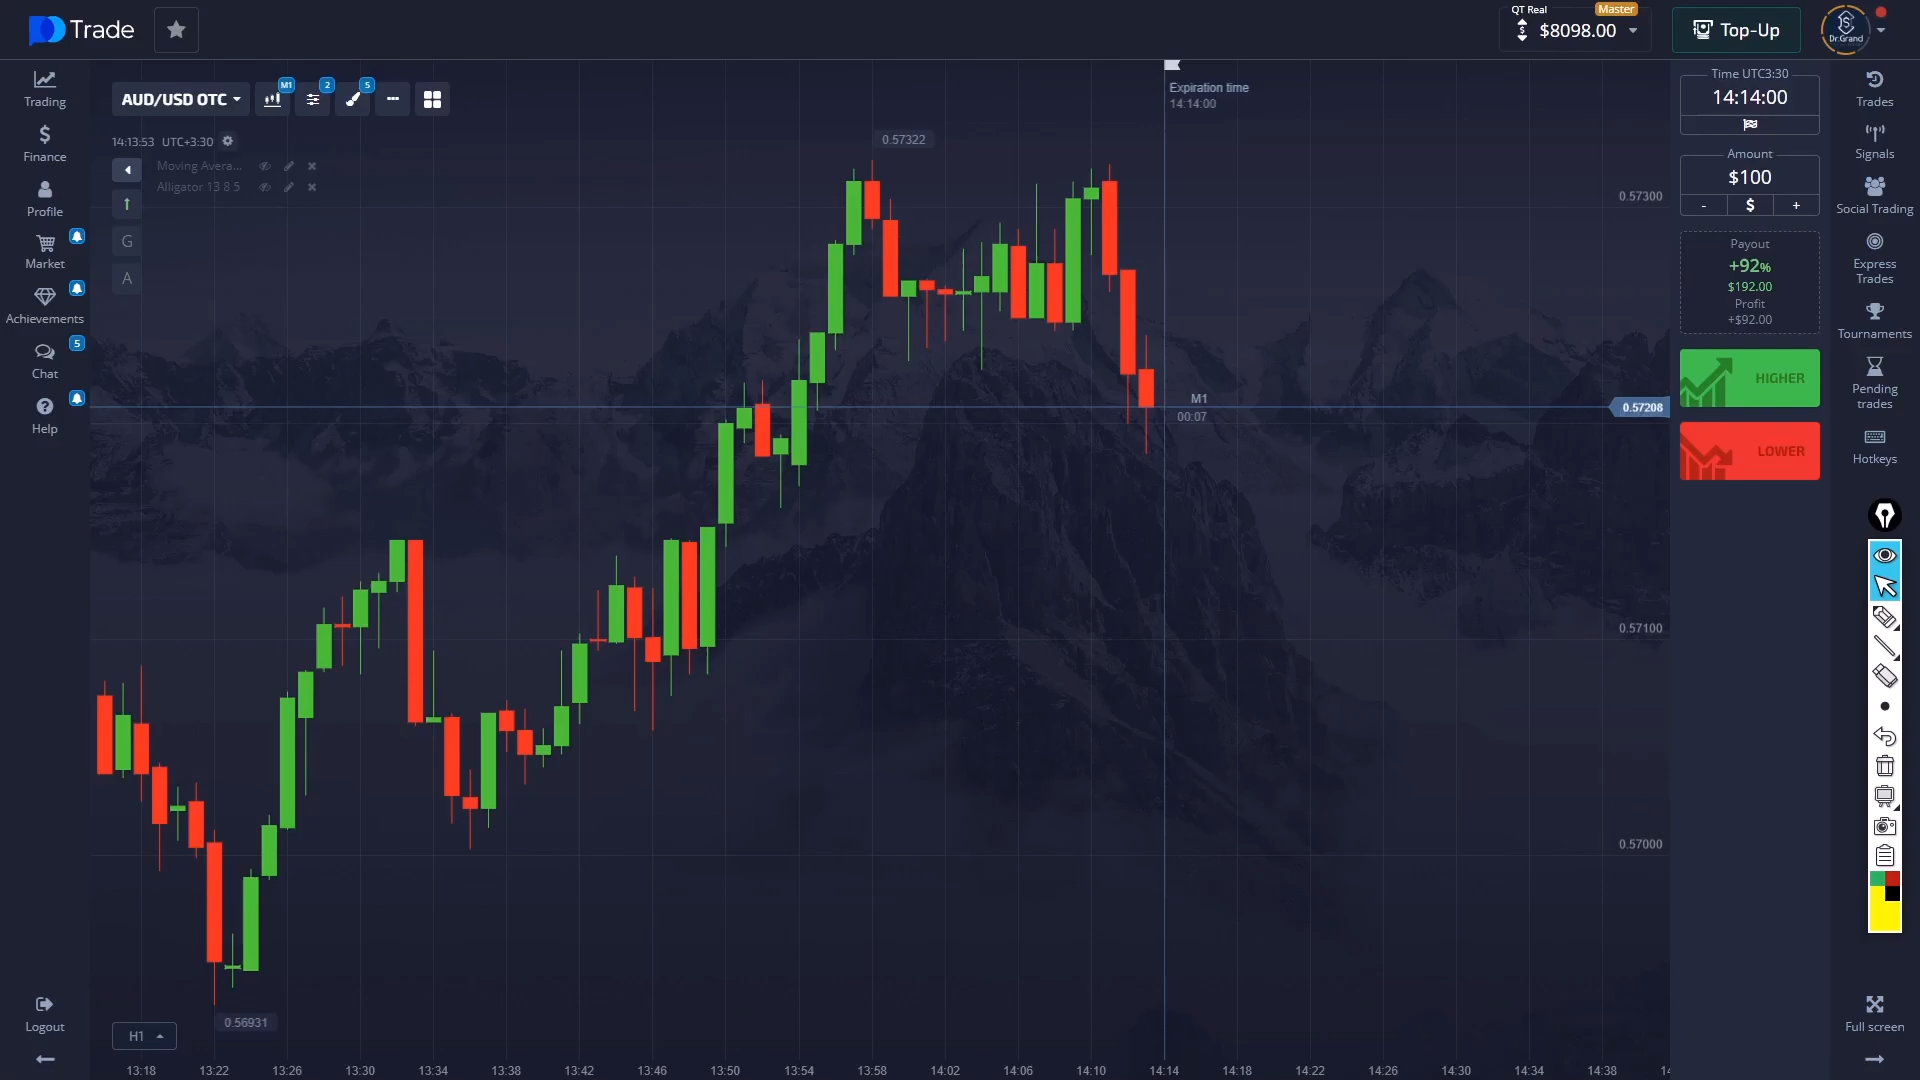 Trade
QT Real
Master
$8098.00
Top-Up
Dr.Grand
Trading
Finance
Profile
Market
Achievements
5
Chat
Help
Logout
AUD/USD OTC
M1
2
5
14:13:53 UTC+3:30
Moving Avera...
Alligator 13 8 5
G
A
0.57322
Expiration time
14:14:00
0.57300
M1
00:07
0.57208
0.57100
0.57000
0.56931
H1
13:18 13:22 13:26 13:30 13:34 13:38 13:42 13:46 13:50 13:54 13:58 14:02 14:06 14:10 14:14 14:18 14:22 14:26 14:30 14:34 14:38 14
Time UTC3:30
14:14:00
Amount
$100
- $ +
Payout
+92%
$192.00
Profit
+$92.00
HIGHER
LOWER
Trades
Signals
Social Trading
Express
Trades
Tournaments
Pending
trades
Hotkeys
Full screen